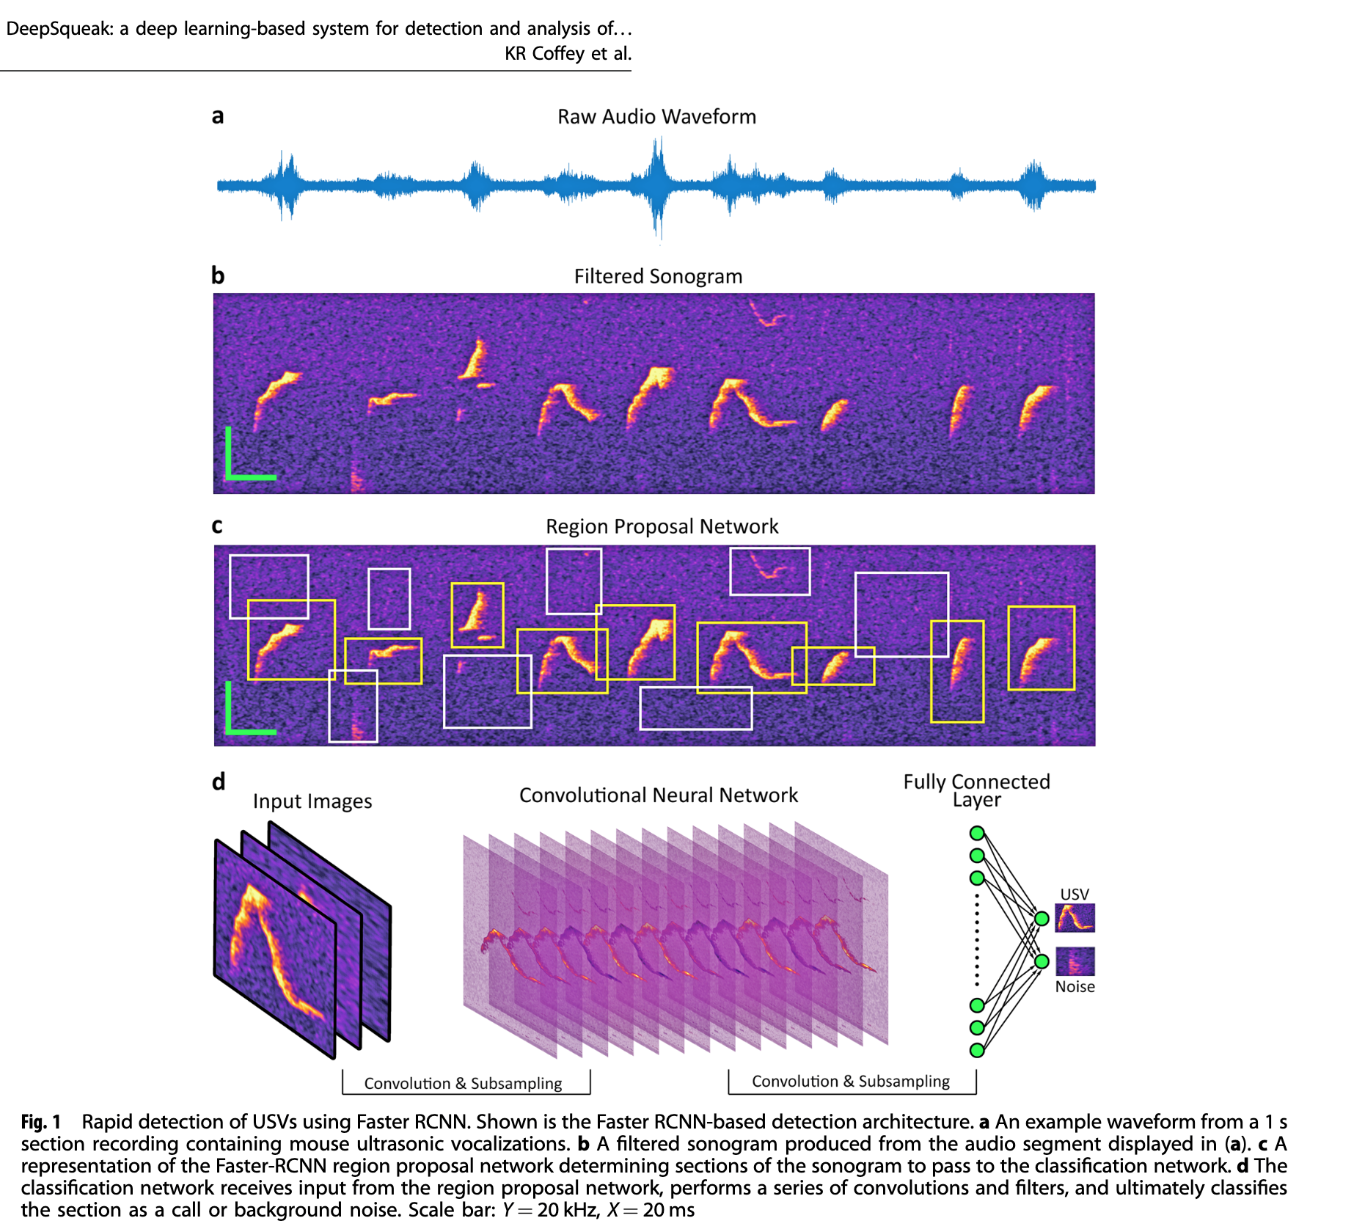 DeepSqueak: a deep learning-based system for detection and analysis of…
KR Coffey et al.
a
Raw Audio Waveform
b
Filtered Sonogram
c
Region Proposal Network
d
Input Images
Convolutional Neural Network
Fully Connected
Layer
USV
Noise
Convolution & Subsampling
Convolution & Subsampling
Fig. 1 Rapid detection of USVs using Faster RCNN. Shown is the Faster RCNN-based detection architecture. a An example waveform from a 1 s
section recording containing mouse ultrasonic vocalizations. b A filtered sonogram produced from the audio segment displayed in (a). c A
representation of the Faster-RCNN region proposal network determining sections of the sonogram to pass to the classification network. d The
classification network receives input from the region proposal network, performs a series of convolutions and filters, and ultimately classifies
the section as a call or background noise. Scale bar: Y = 20 kHz, X = 20 ms